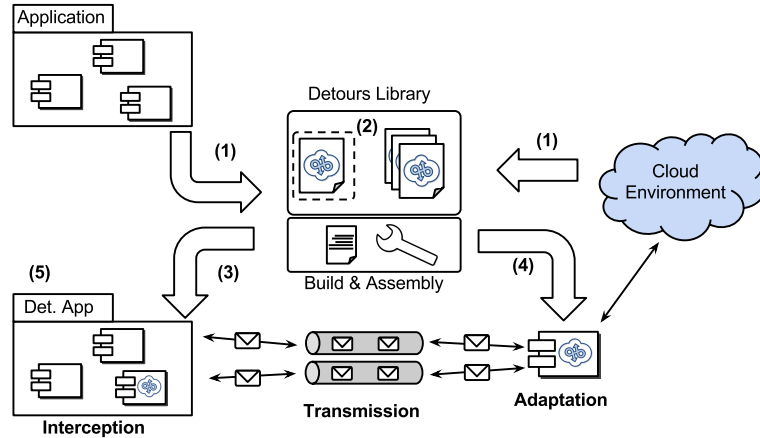 Application
Detours Library
(2)
(1)
(1)
Cloud
Environment
(3)
(4)
Build & Assembly
(5)
Det. App
Interception
Transmission
Adaptation